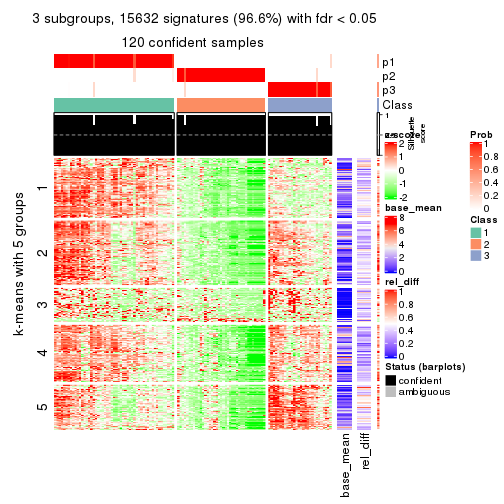 3 subgroups, 15632 signatures (96.6%) with fdr < 0.05
120 confident samples
p1
p2
p3
Class
1
Silhouette
score
k-means with 5 groups
1
2
3
4
5
base_mean
rel_diff
z-score
2
1
0
-1
-2
base_mean
8
6
4
2
0
rel_diff
1
0.8
0.6
0.4
0.2
0
Status (barplots)
confident
ambiguous
Prob
1
0.8
0.6
0.4
0.2
0
Class
1
2
3